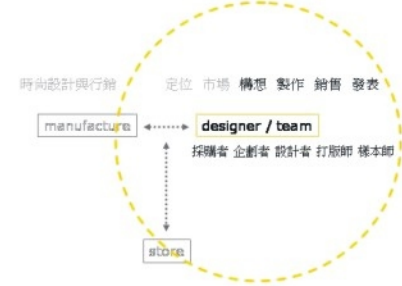 時尚設計與行銷 定位 市場 構想 製作 銷售 發表
manufacture designer / team
採購者 企劃者 設計者 打版師 樣本師
store